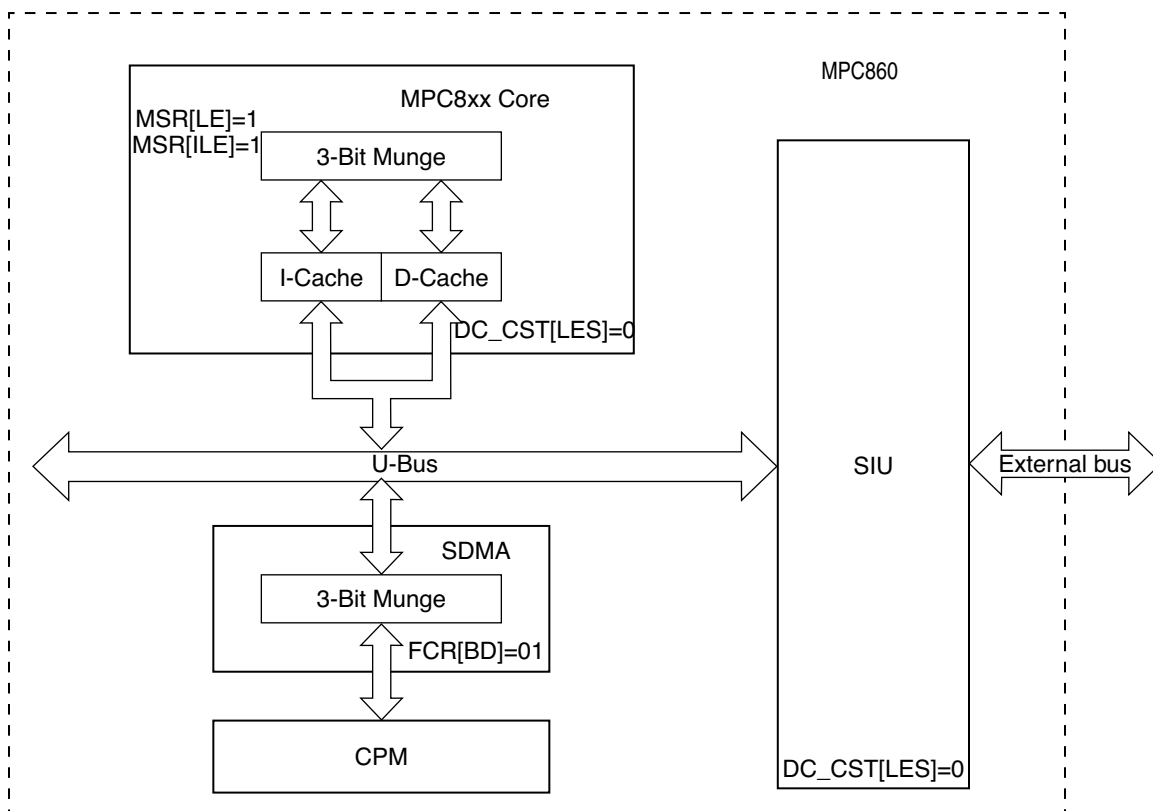 MPC860
MPC8xx Core
MSR[LE]=1
MSR[ILE]=1
3-Bit Munge
I-Cache
D-Cache
DC_CST[LES]=0
U-Bus
SIU
External bus
SDMA
3-Bit Munge
FCR[BD]=01
CPM
DC_CST[LES]=0